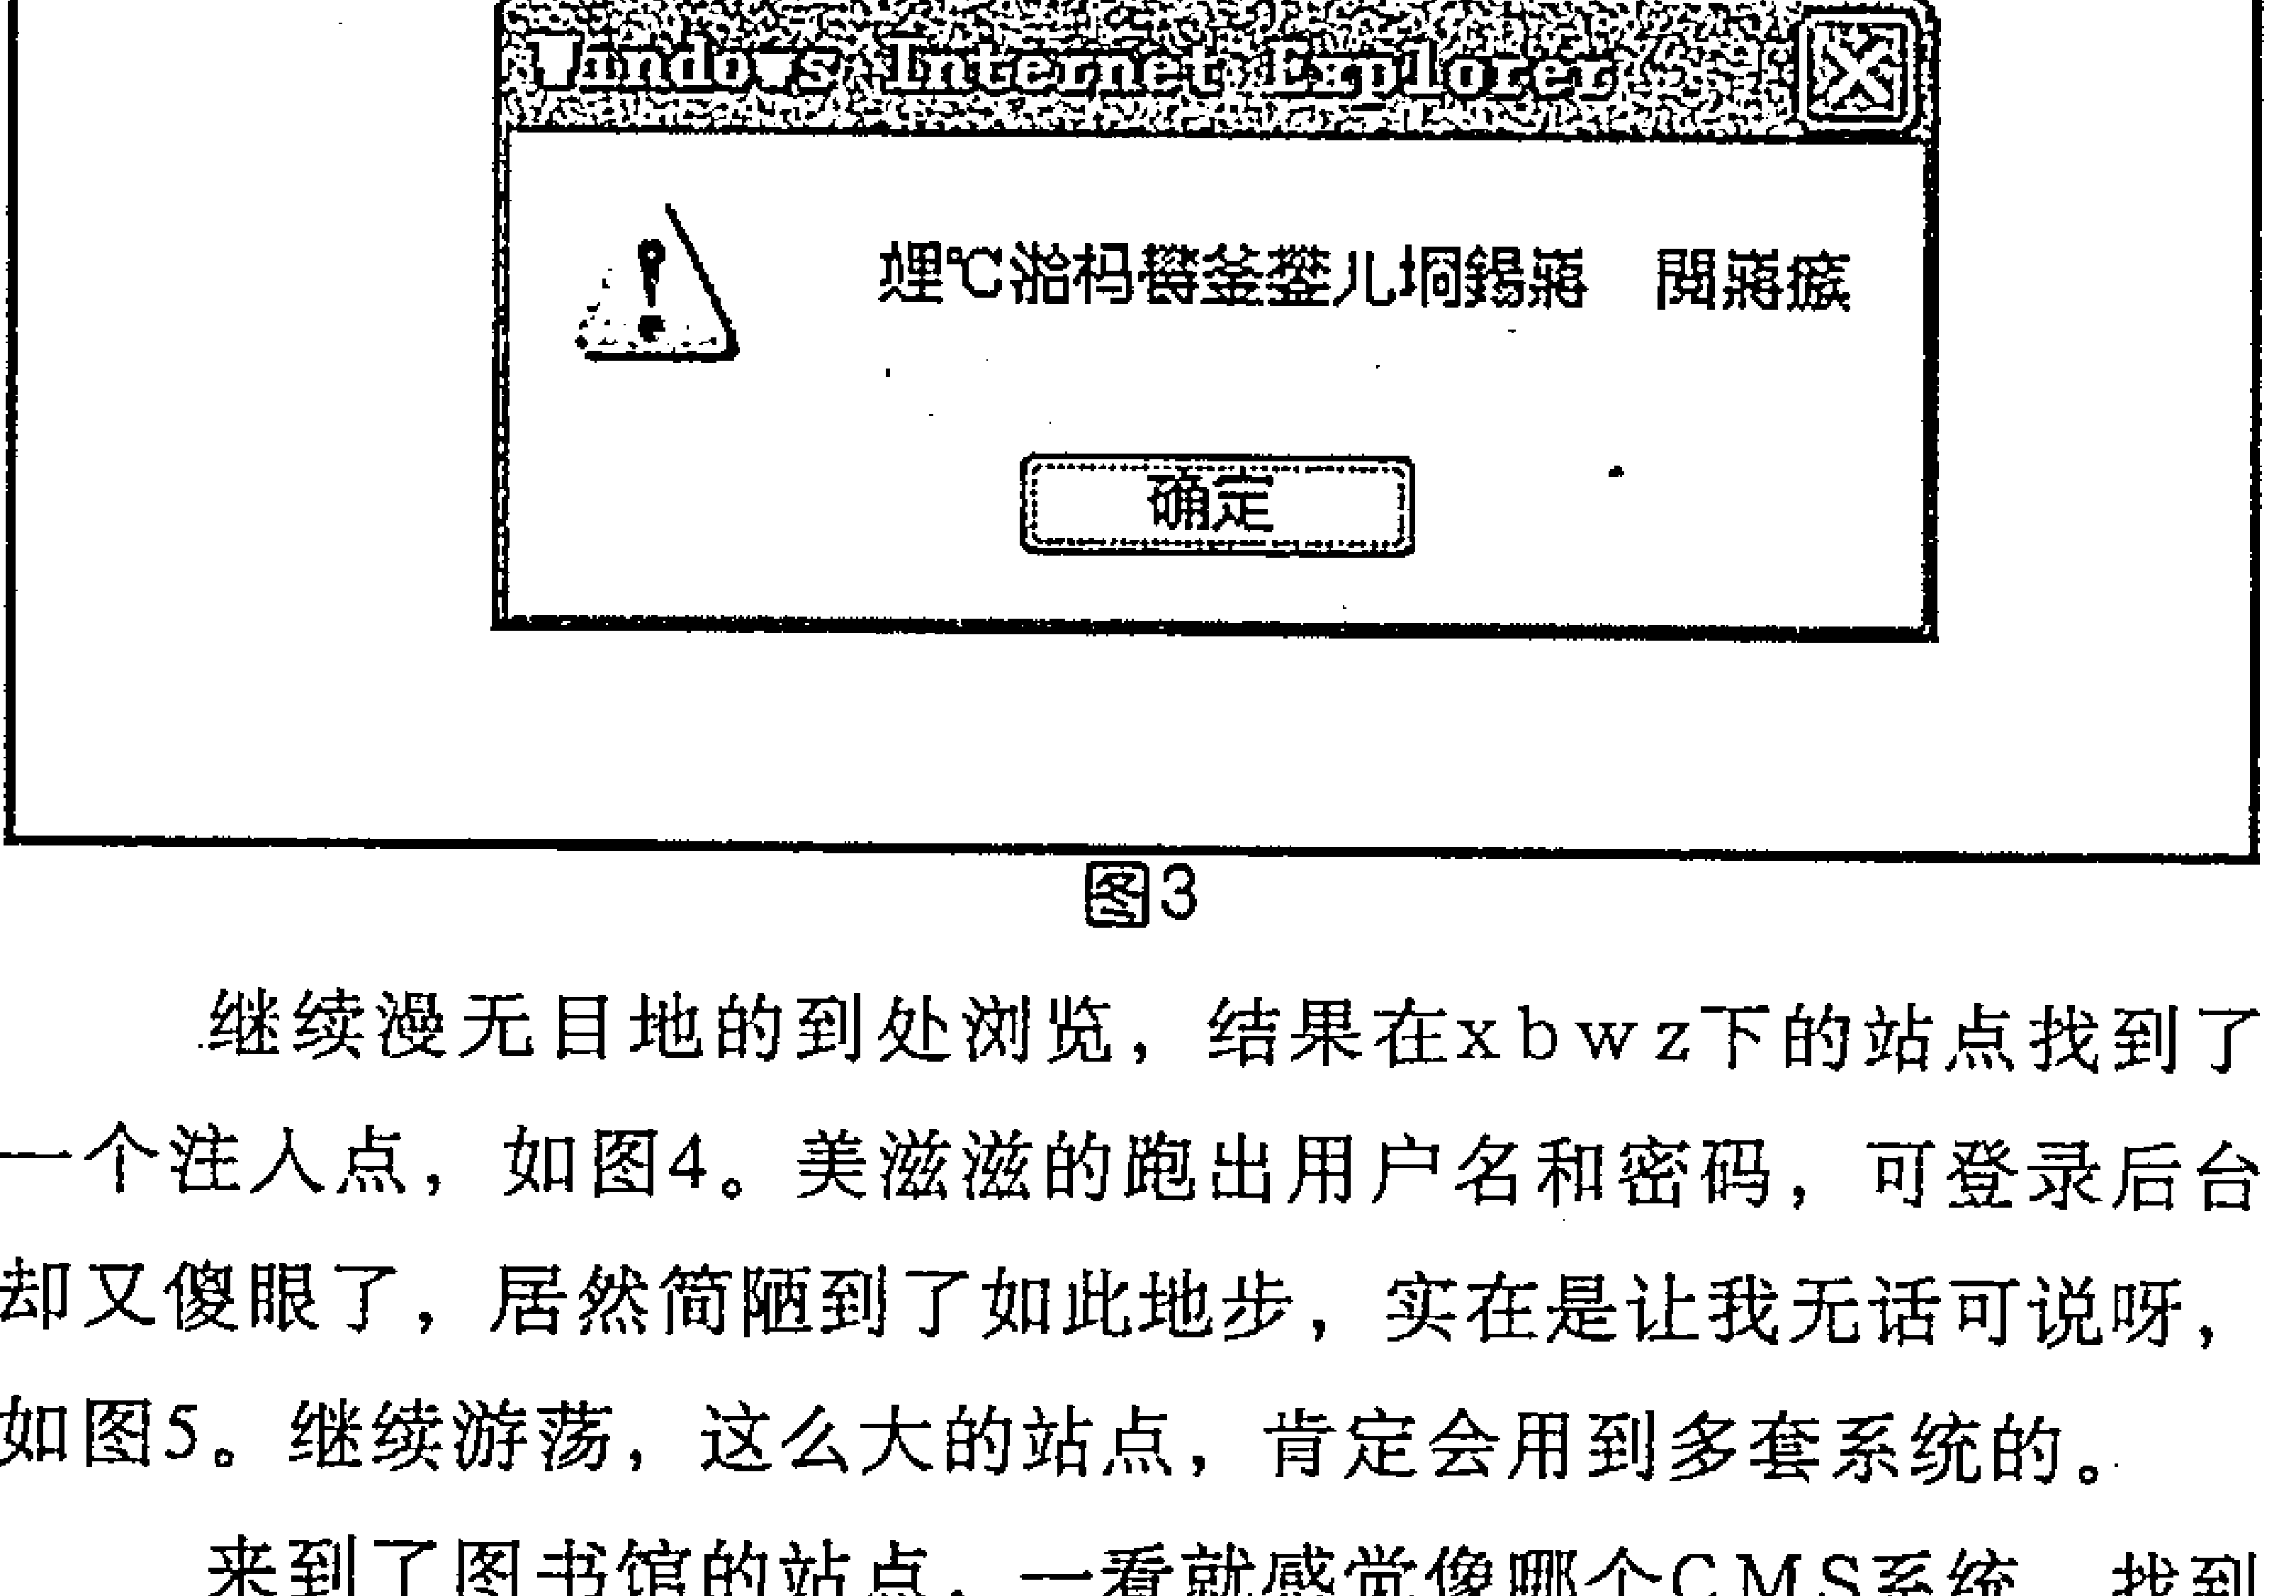 Windows Internet Explorer
确定
图3
继续漫无目地的到处浏览，结果在xbwz下的站点找到了
一个注入点，如图4。美滋滋的跑出用户名和密码，可登录后台
却又傻眼了，居然简陋到了如此地步，实在是让我无话可说呀，
如图5。继续游荡，这么大的站点，肯定会用到多套系统的。
来到了图书馆的站点，一看就感觉像哪个CMS系统，找到